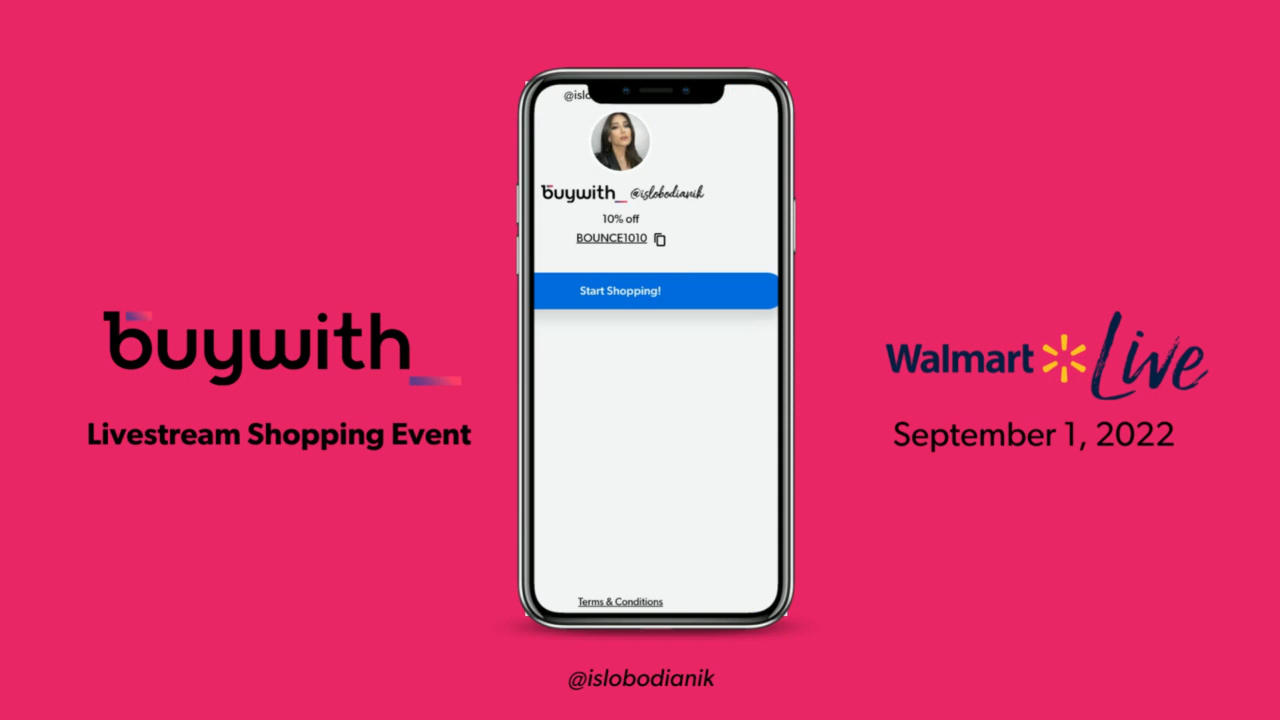 buywith_
Livestream Shopping Event
@islo
buywith_ @islobodianik
10% off
BOUNCE1010
Start Shopping!
Terms & Conditions
Walmart Live
September 1, 2022
@islobodianik